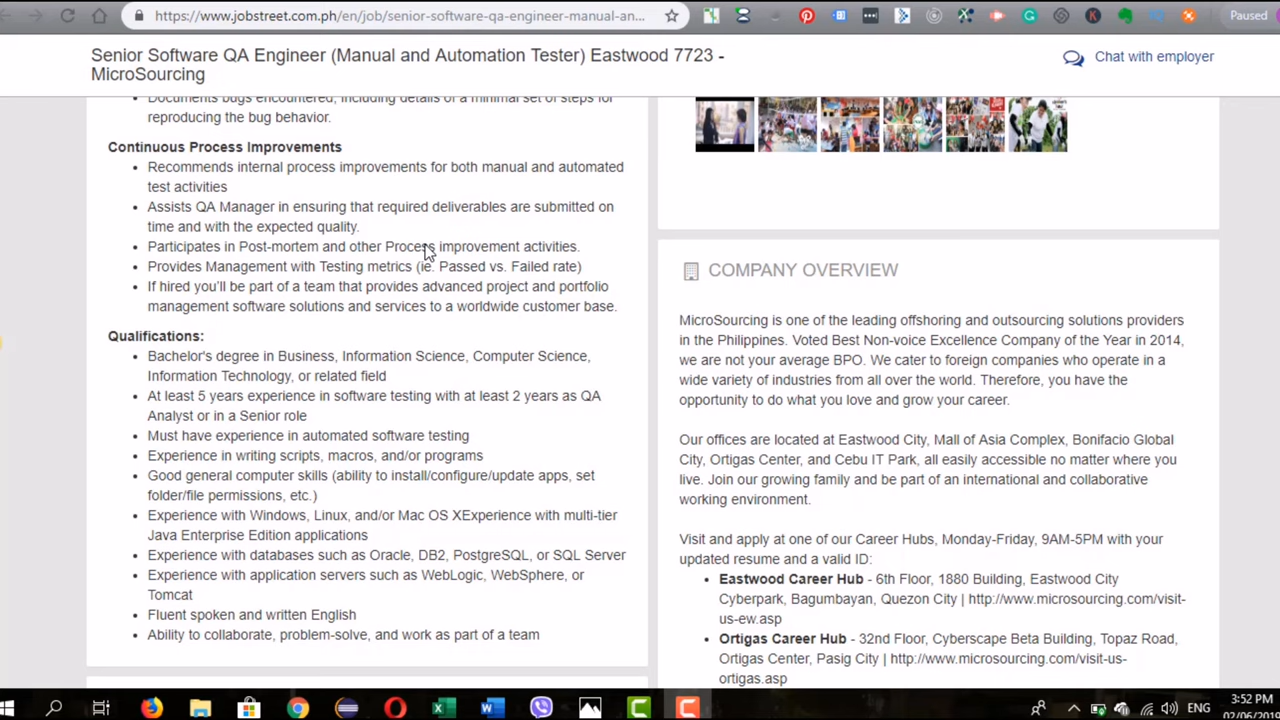 https://www.jobstreet.com.ph/en/job/senior-software-qa-engineer-manual-an...
Paused
Senior Software QA Engineer (Manual and Automation Tester) Eastwood 7723 -
MicroSourcing
Chat with employer
Documents bugs encountered, including details of a minimal set of steps for
reproducing the bug behavior.
Continuous Process Improvements
• Recommends internal process improvements for both manual and automated
test activities
• Assists QA Manager in ensuring that required deliverables are submitted on
time and with the expected quality.
• Participates in Post-mortem and other Process improvement activities.
• Provides Management with Testing metrics (ie. Passed vs. Failed rate)
• If hired you'll be part of a team that provides advanced project and portfolio
management software solutions and services to a worldwide customer base.
Qualifications:
• Bachelor's degree in Business, Information Science, Computer Science,
Information Technology, or related field
• At least 5 years experience in software testing with at least 2 years as QA
Analyst or in a Senior role
• Must have experience in automated software testing
• Experience in writing scripts, macros, and/or programs
• Good general computer skills (ability to install/configure/update apps, set
folder/file permissions, etc.)
• Experience with Windows, Linux, and/or Mac OS XExperience with multi-tier
Java Enterprise Edition applications
• Experience with databases such as Oracle, DB2, PostgreSQL, or SQL Server
• Experience with application servers such as WebLogic, WebSphere, or
Tomcat
• Fluent spoken and written English
• Ability to collaborate, problem-solve, and work as part of a team
COMPANY OVERVIEW
MicroSourcing is one of the leading offshoring and outsourcing solutions providers
in the Philippines. Voted Best Non-voice Excellence Company of the Year in 2014,
we are not your average BPO. We cater to foreign companies who operate in a
wide variety of industries from all over the world. Therefore, you have the
opportunity to do what you love and grow your career.
Our offices are located at Eastwood City, Mall of Asia Complex, Bonifacio Global
City, Ortigas Center, and Cebu IT Park, all easily accessible no matter where you
live. Join our growing family and be part of an international and collaborative
working environment.
Visit and apply at one of our Career Hubs, Monday-Friday, 9AM-5PM with your
updated resume and a valid ID:
• Eastwood Career Hub - 6th Floor, 1880 Building, Eastwood City
Cyberpark, Bagumbayan, Quezon City | http://www.microsourcing.com/visit-
us-ew.asp
• Ortigas Career Hub - 32nd Floor, Cyberscape Beta Building, Topaz Road,
Ortigas Center, Pasig City | http://www.microsourcing.com/visit-us-
ortigas.asp
ENG
3:52 PM